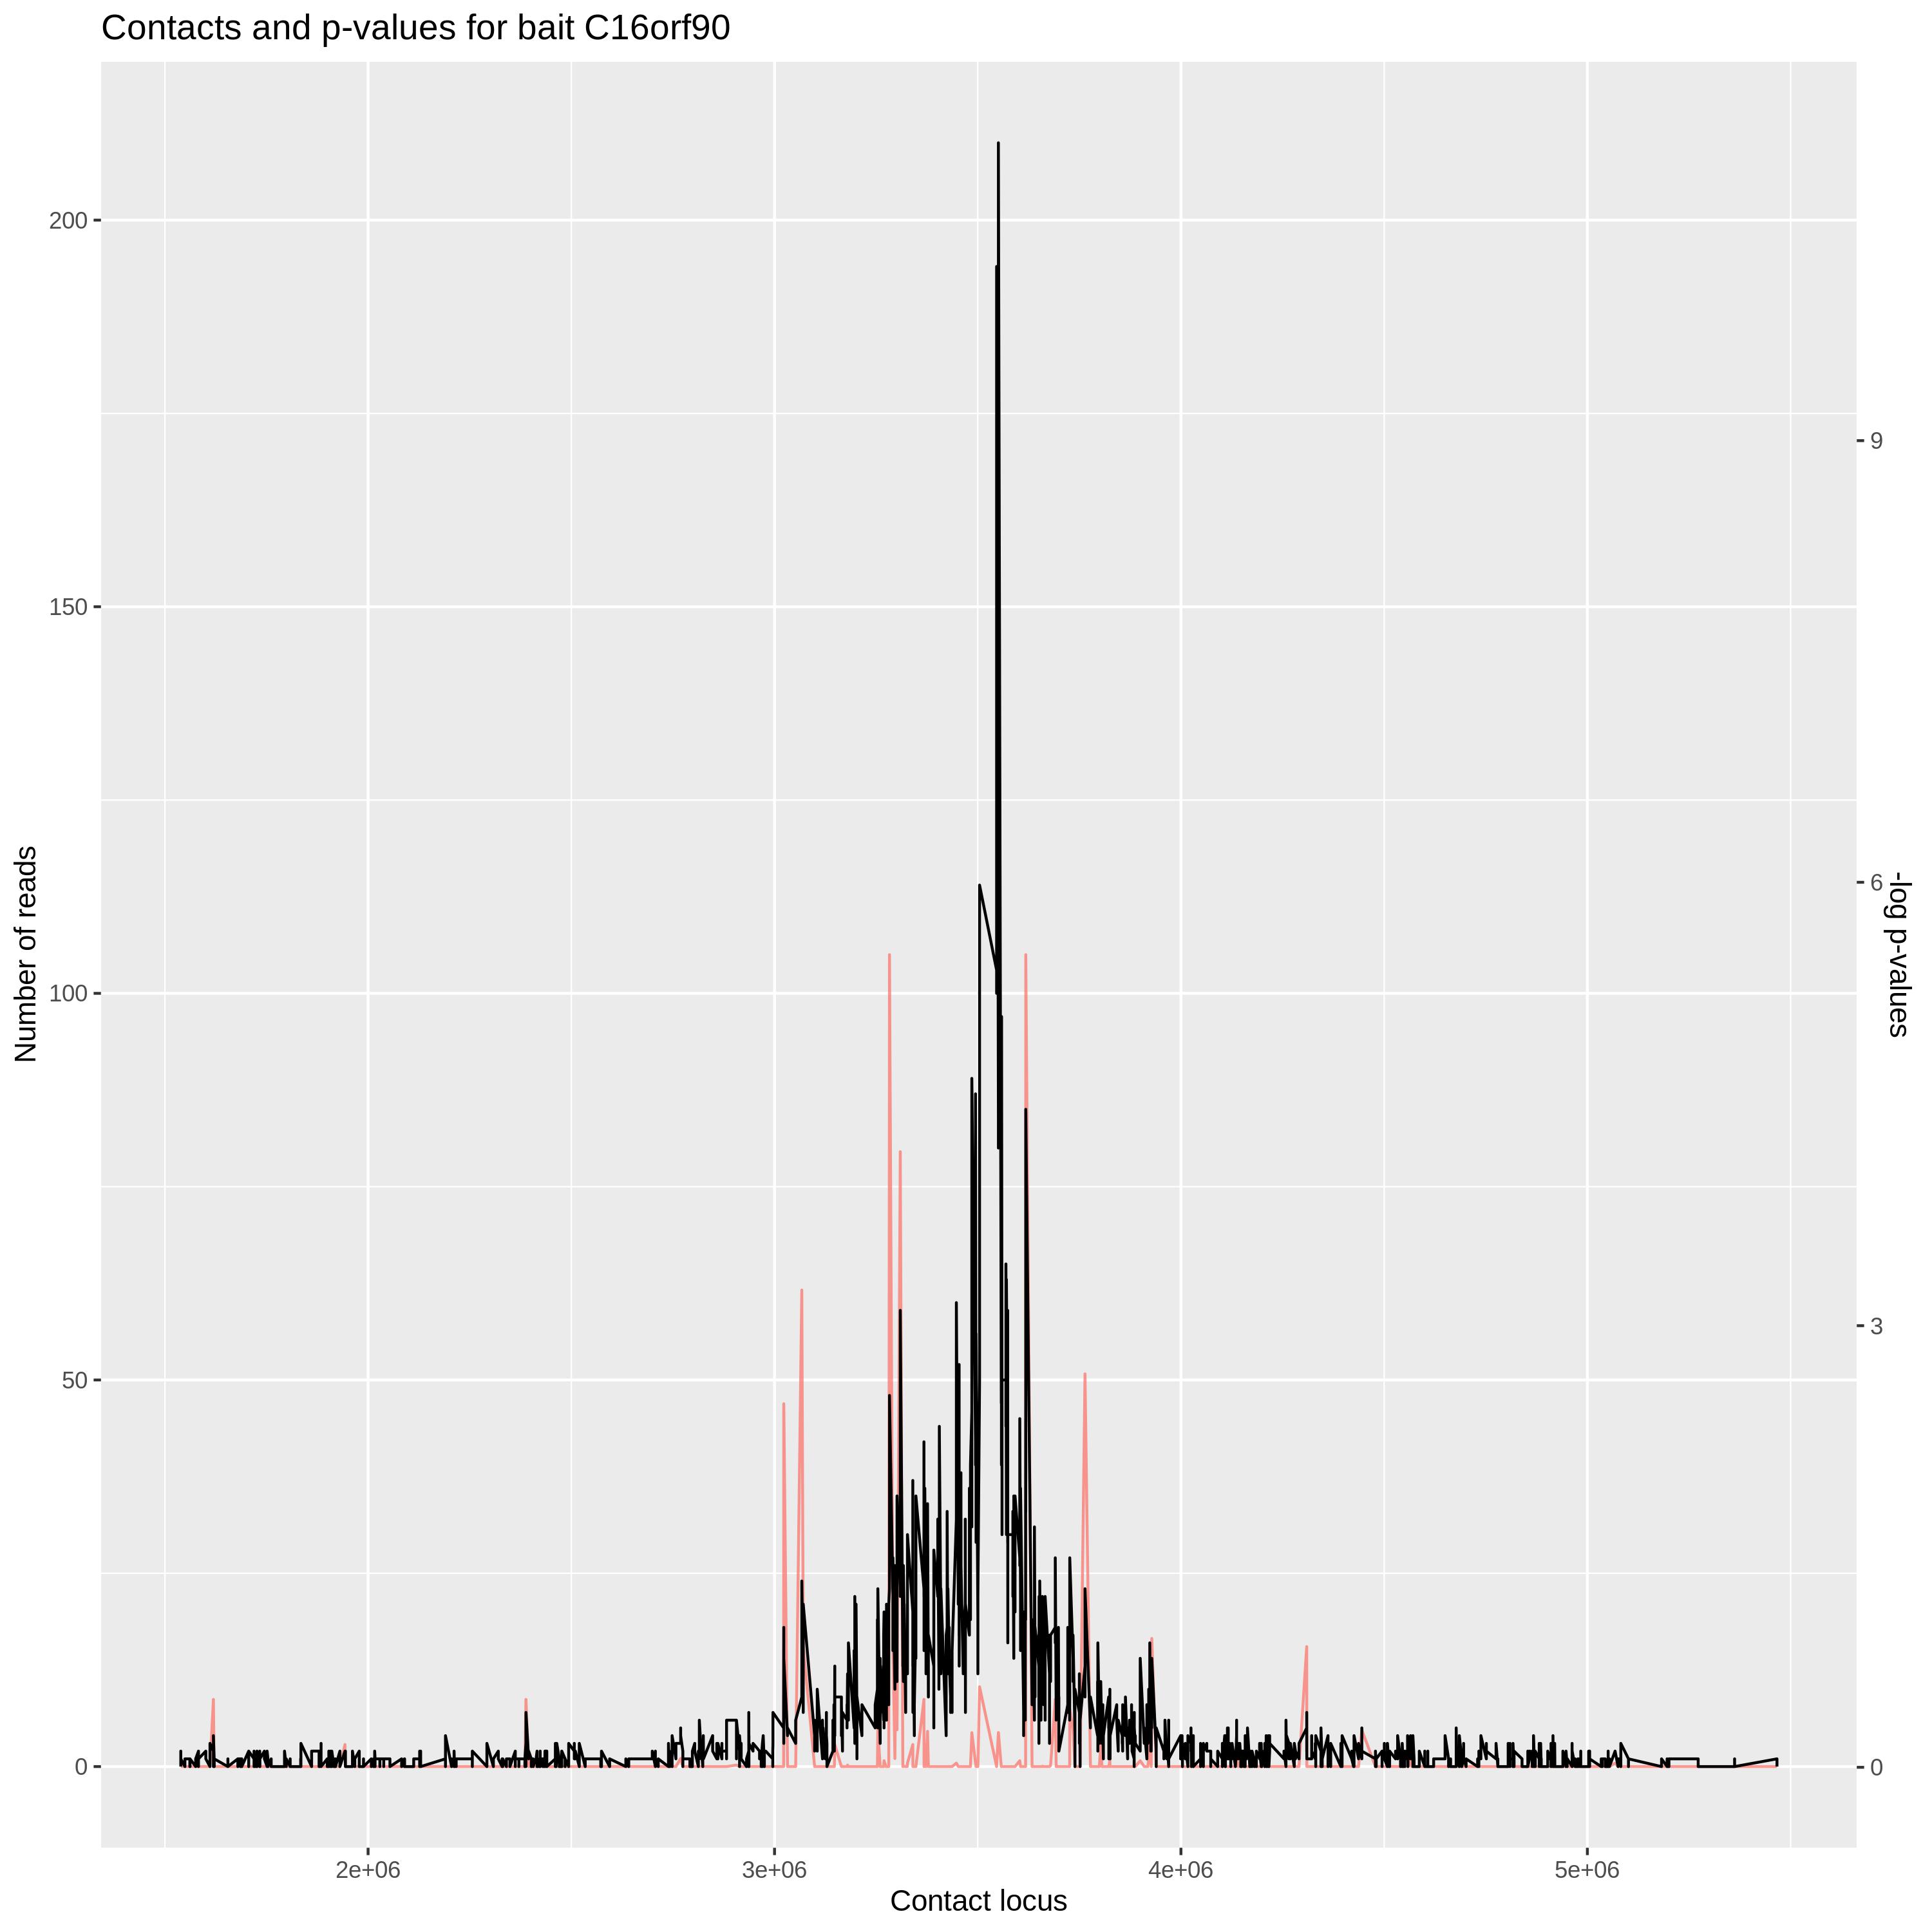 Contacts and p-values for bait C16orf90
200
150
100
50
0
9
6
3
0
Number of reads
-log p-values
2e+06
3e+06
4e+06
5e+06
Contact locus